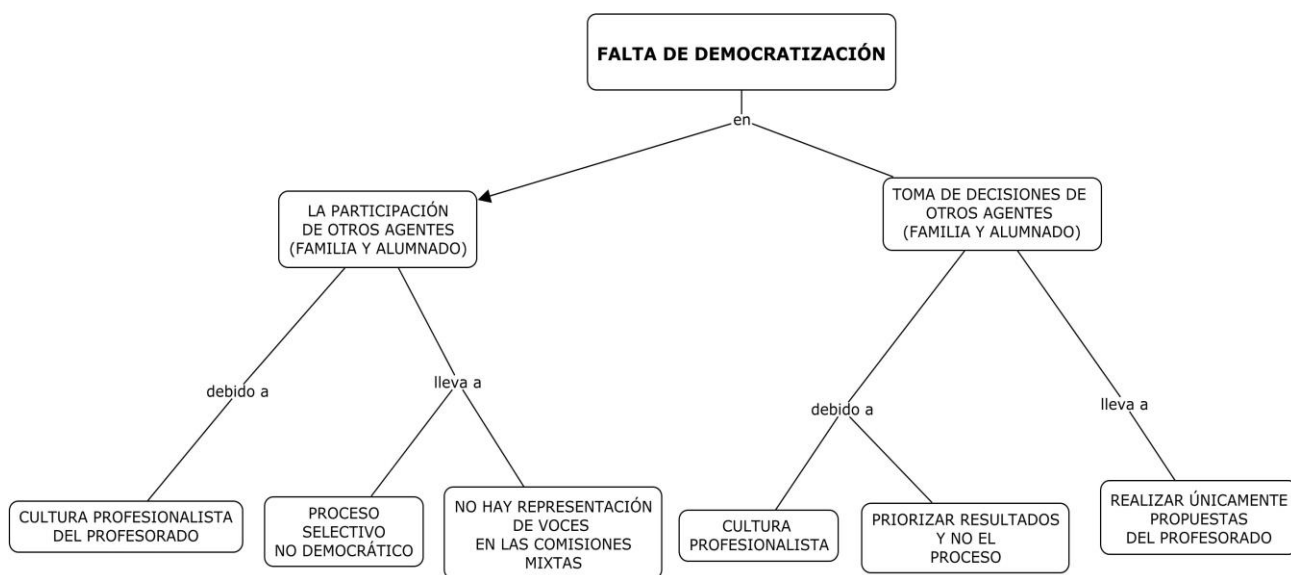 FALTA DE DEMOCRATIZACIÓN
en
LA PARTICIPACIÓN
DE OTROS AGENTES
(FAMILIA Y ALUMNADO)
TOMA DE DECISIONES DE
OTROS AGENTES
(FAMILIA Y ALUMNADO)
debido a
lleva a
debido a
lleva a
CULTURA PROFESIONALISTA
DEL PROFESORADO
PROCESO
SELECTIVO
NO DEMOCRÁTICO
NO HAY REPRESENTACIÓN
DE VOCES
EN LAS COMISIONES
MIXTAS
CULTURA
PROFESIONALISTA
PRIORIZAR RESULTADOS
Y NO EL
PROCESO
REALIZAR ÚNICAMENTE
PROPUESTAS
DEL PROFESORADO